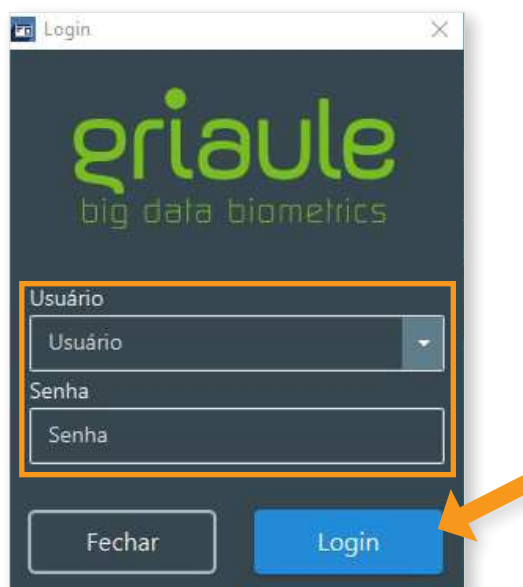 Login
griaule
big data biometrics
Usuário
Usuário
Senha
Senha
Fechar Login